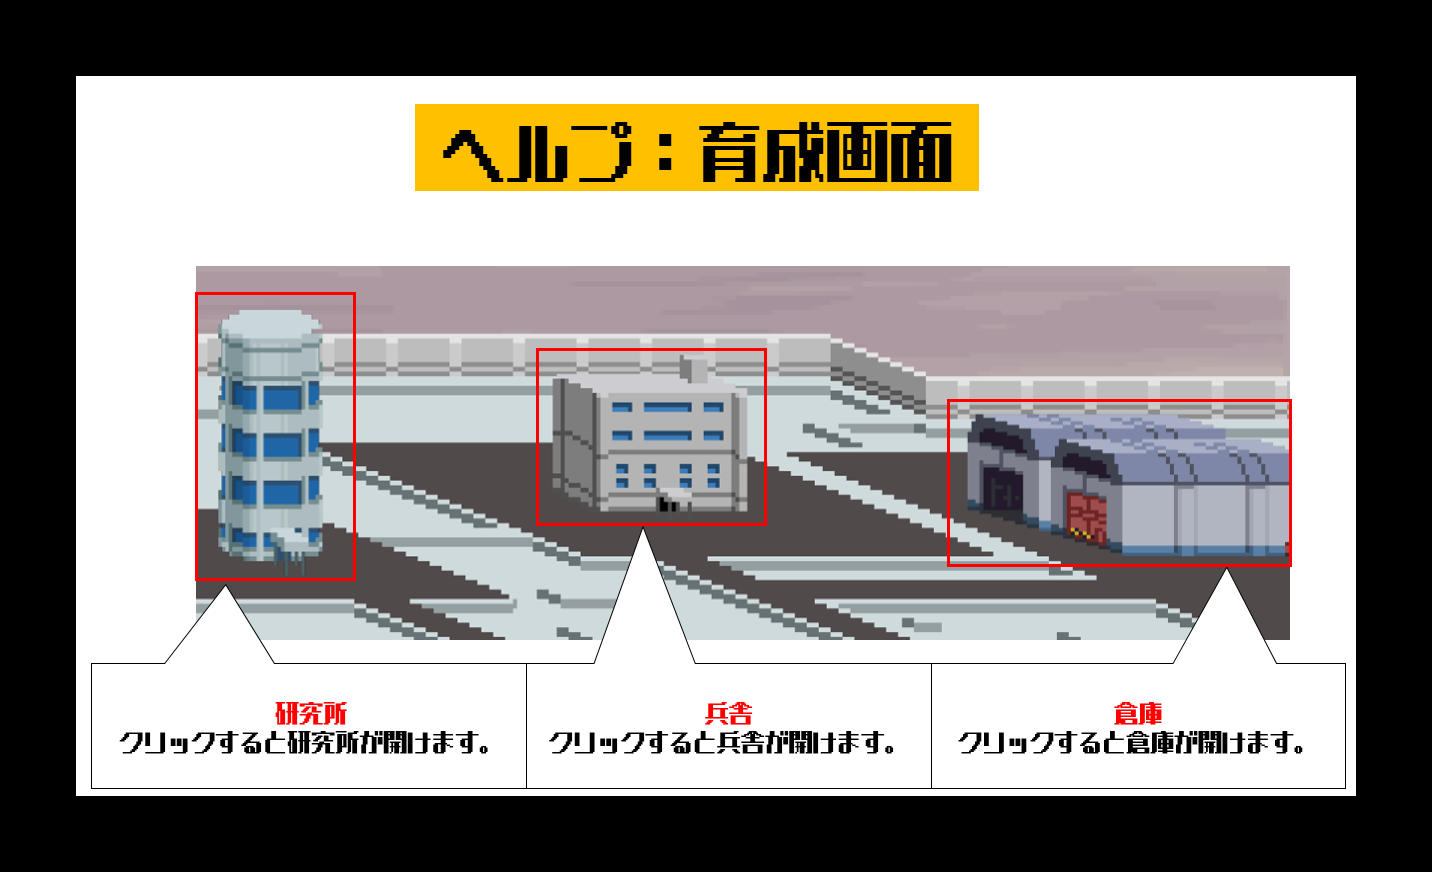 ヘルプ：育成画面
研究所
クリックすると研究所が開けます。
兵舎
クリックすると兵舎が開けます。
倉庫
クリックすると倉庫が開けます。